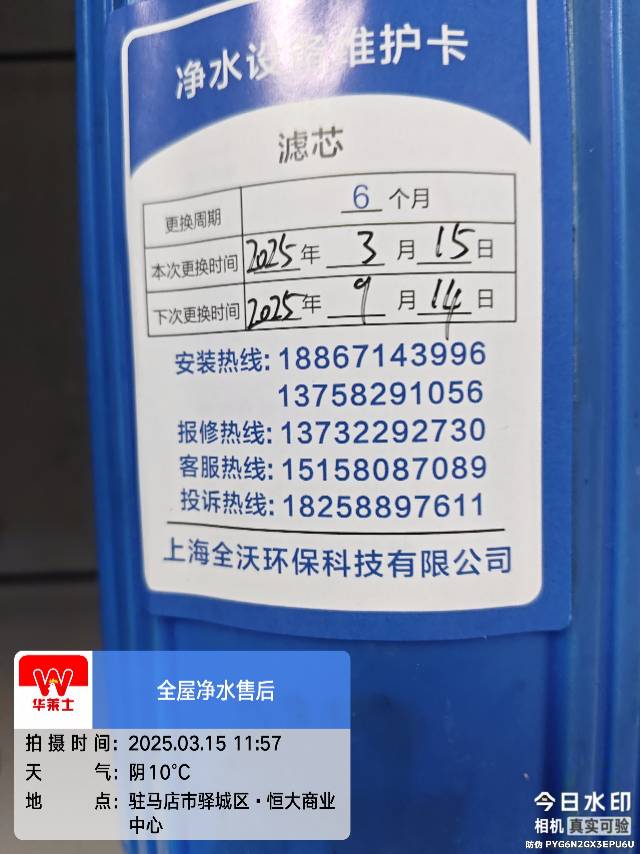 净水设备维护卡
滤芯
更换周期 6 个月
本次更换时间 2025 年 3 月 15 日
下次更换时间 2025 年 9 月 14 日
安装热线: 18867143996
13758291056
报修热线: 13732292730
客服热线: 15158087089
投诉热线: 18258897611
上海全沃环保科技有限公司
华莱士
全屋净水售后
拍摄时间: 2025.03.15 11:57
天气: 阴10°C
地点: 驻马店市驿城区·恒大商业
中心
今日水印
相机 真实可验
防伪 PYG6N2GX3EPU6U